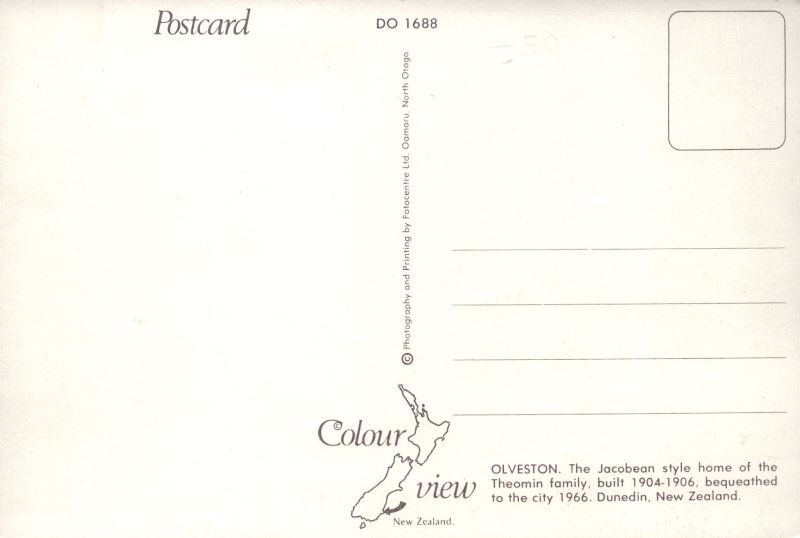 Postcard
DO 1688
-50
© Photography and Printing by Fotocentre Ltd. Oamaru. North Otago.
Colour
©
view
New Zealand.
OLVESTON. The Jacobean style home of the
Theomin family, built 1904-1906, bequeathed
to the city 1966. Dunedin, New Zealand.